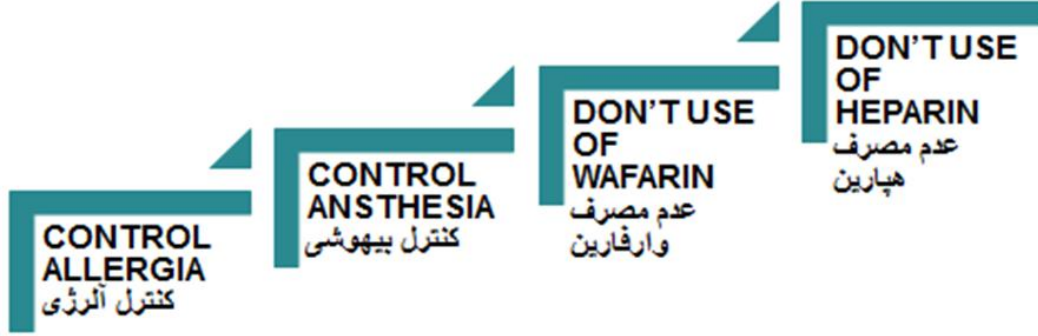 CONTROL
ALLERGIA
کنترل آلرژی
CONTROL
ANSTHESIA
کنترل بیهوشی
DON'T USE
OF
WAFARIN
عدم مصرف
وارفارین
DON'T USE
OF
HEPARIN
عدم مصرف
هپارین